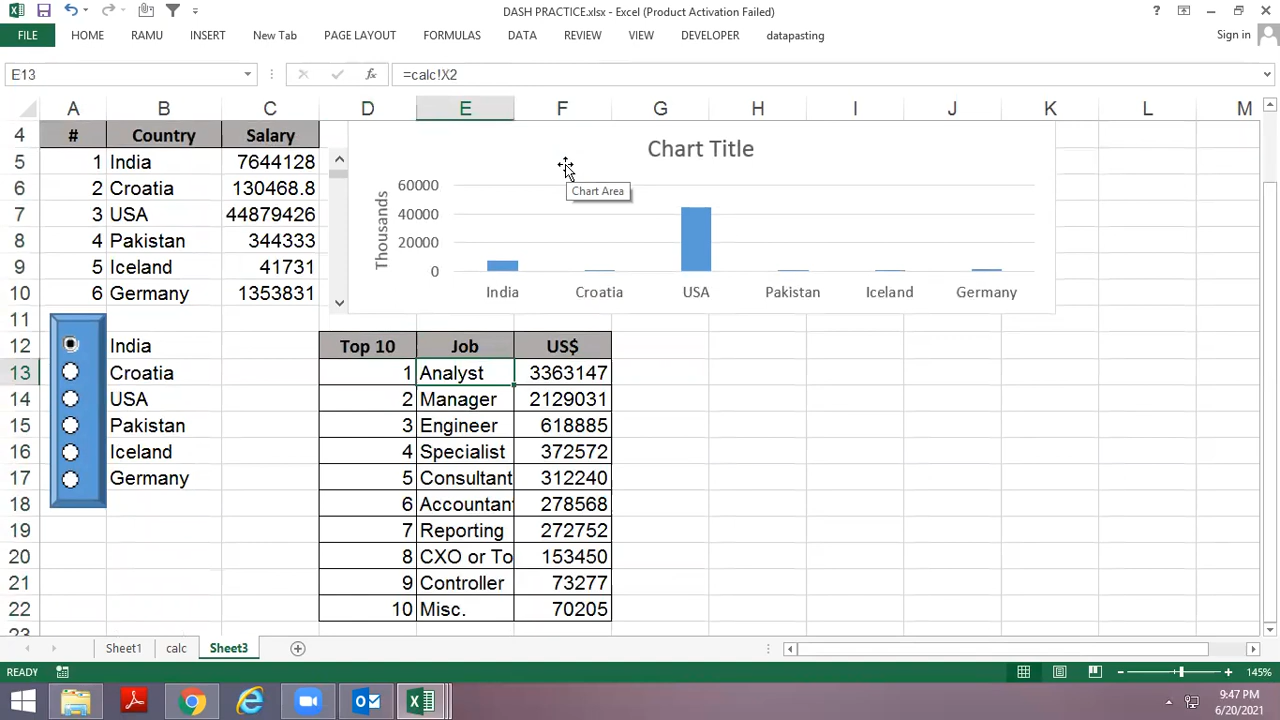 DASH PRACTICE.xlsx - Excel (Product Activation Failed)
FILE HOME RAMU INSERT New Tab PAGE LAYOUT FORMULAS DATA REVIEW VIEW DEVELOPER datapasting Sign in
E13 fx =calc!X2
A B C D E F G H I J K L M
4 # Country Salary
5 1 India 7644128
6 2 Croatia 130468.8
7 3 USA 44879426
8 4 Pakistan 344333
9 5 Iceland 41731
10 6 Germany 1353831
Chart Title
Chart Area
Thousands
60000
40000
20000
0
India Croatia USA Pakistan Iceland Germany
11
12 India Top 10 Job US$
13 Croatia 1 Analyst 3363147
14 USA 2 Manager 2129031
15 Pakistan 3 Engineer 618885
16 Iceland 4 Specialist 372572
17 Germany 5 Consultant 312240
18 6 Accountant 278568
19 7 Reporting 272752
20 8 CXO or To 153450
21 9 Controller 73277
22 10 Misc. 70205
23
Sheet1 calc Sheet3
READY 145%
9:47 PM
6/20/2021